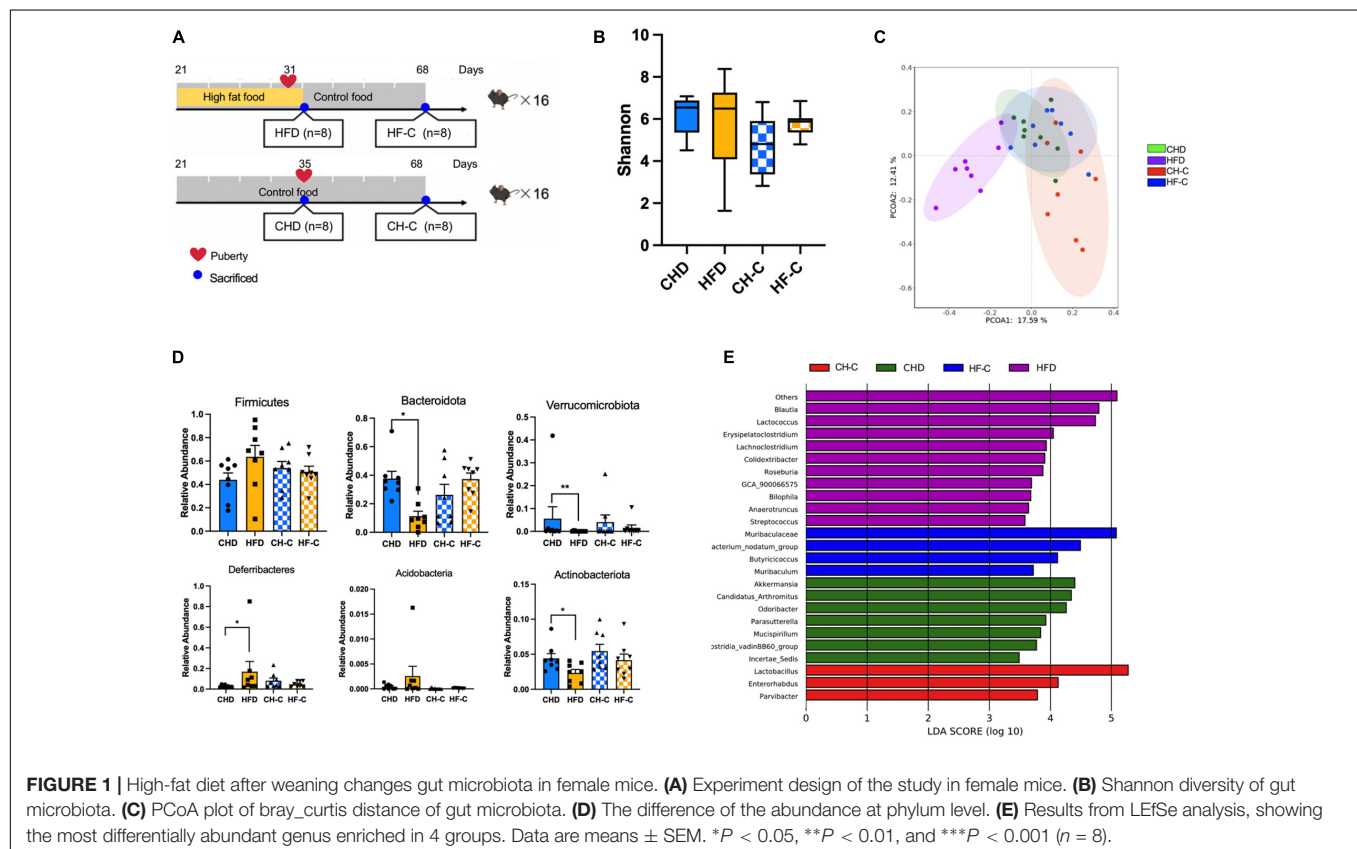 A
21 31 68 Days
High fat food Control food
×16
HFD (n=8) HF-C (n=8)
21 35 68 Days
Control food
×16
CHD (n=8) CH-C (n=8)
Puberty
Sacrificed
B
Shannon
10
8
6
4
2
0
CHD HFD CH-C HF-C
C
PCOA2: 12.41 %
0.4
0.2
0.0
-0.2
-0.4
-0.6
-0.4 -0.2 0.0 0.2 0.4
PCOA1: 17.59 %
CHD
HFD
CH-C
HF-C
D
Firmicutes
Relative Abundance
1.0
0.8
0.6
0.4
0.2
0.0
CHD HFD CH-C HF-C
Bacteroidota
Relative Abundance
0.8
0.6
0.4
0.2
0.0
*
CHD HFD CH-C HF-C
Verrucomicrobiota
Relative Abundance
0.5
0.4
0.3
0.2
0.1
0.0
**
CHD HFD CH-C HF-C
Deferribacteres
Relative Abundance
1.0
0.8
0.6
0.4
0.2
0.0
*
CHD HFD CH-C HF-C
Acidobacteria
Relative Abundance
0.020
0.015
0.010
0.005
0.000
CHD HFD CH-C HF-C
Actinobacteriota
Relative Abundance
0.15
0.10
0.05
0.00
*
CHD HFD CH-C HF-C
E
CH-C CHD HF-C HFD
Others
Blautia
Lactococcus
Erysipelatoclostridium
Lachnoclostridium
Colidextribacter
Roseburia
GCA_900066575
Bilophila
Anaerotruncus
Streptococcus
Muribaculaceae
acterium_nodatum_group
Butyricicoccus
Muribaculum
Akkermansia
Candidatus_Arthromitus
Odoribacter
Parasutterella
Mucispirillum
ostridia_vadinBB60_group
Incertae_Sedis
Lactobacillus
Enterorhabdus
Parvibacter
0 1 2 3 4 5
LDA SCORE (log 10)
FIGURE 1 | High-fat diet after weaning changes gut microbiota in female mice. (A) Experiment design of the study in female mice. (B) Shannon diversity of gut
microbiota. (C) PCoA plot of bray_curtis distance of gut microbiota. (D) The difference of the abundance at phylum level. (E) Results from LEfSe analysis, showing
the most differentially abundant genus enriched in 4 groups. Data are means ± SEM. *P < 0.05, **P < 0.01, and ***P < 0.001 (n = 8).